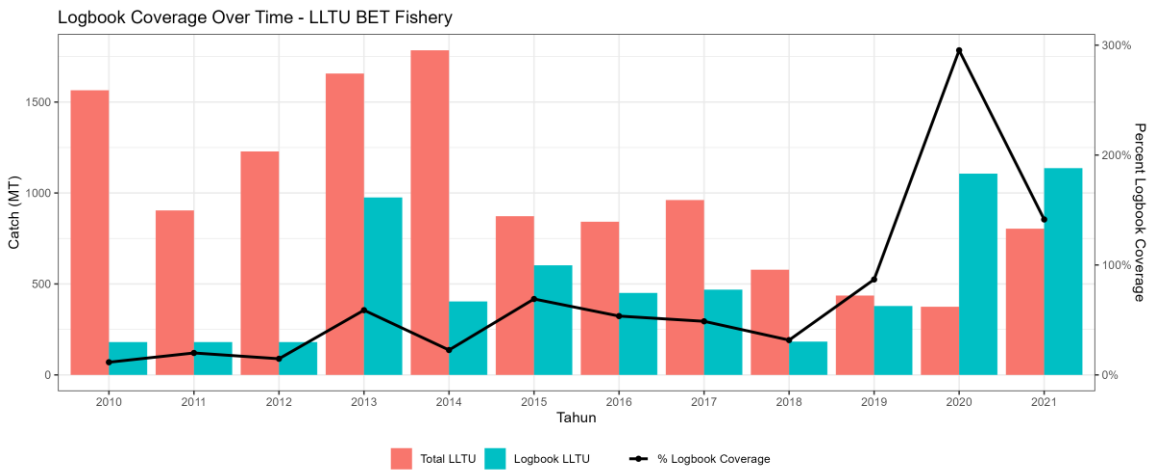 Logbook Coverage Over Time - LLTU BET Fishery
Catch (MT)
1500
1000
500
0
300%
200%
100%
0%
Percent Logbook Coverage
2010 2011 2012 2013 2014 2015 2016 2017 2018 2019 2020 2021
Tahun
Total LLTU Logbook LLTU % Logbook Coverage